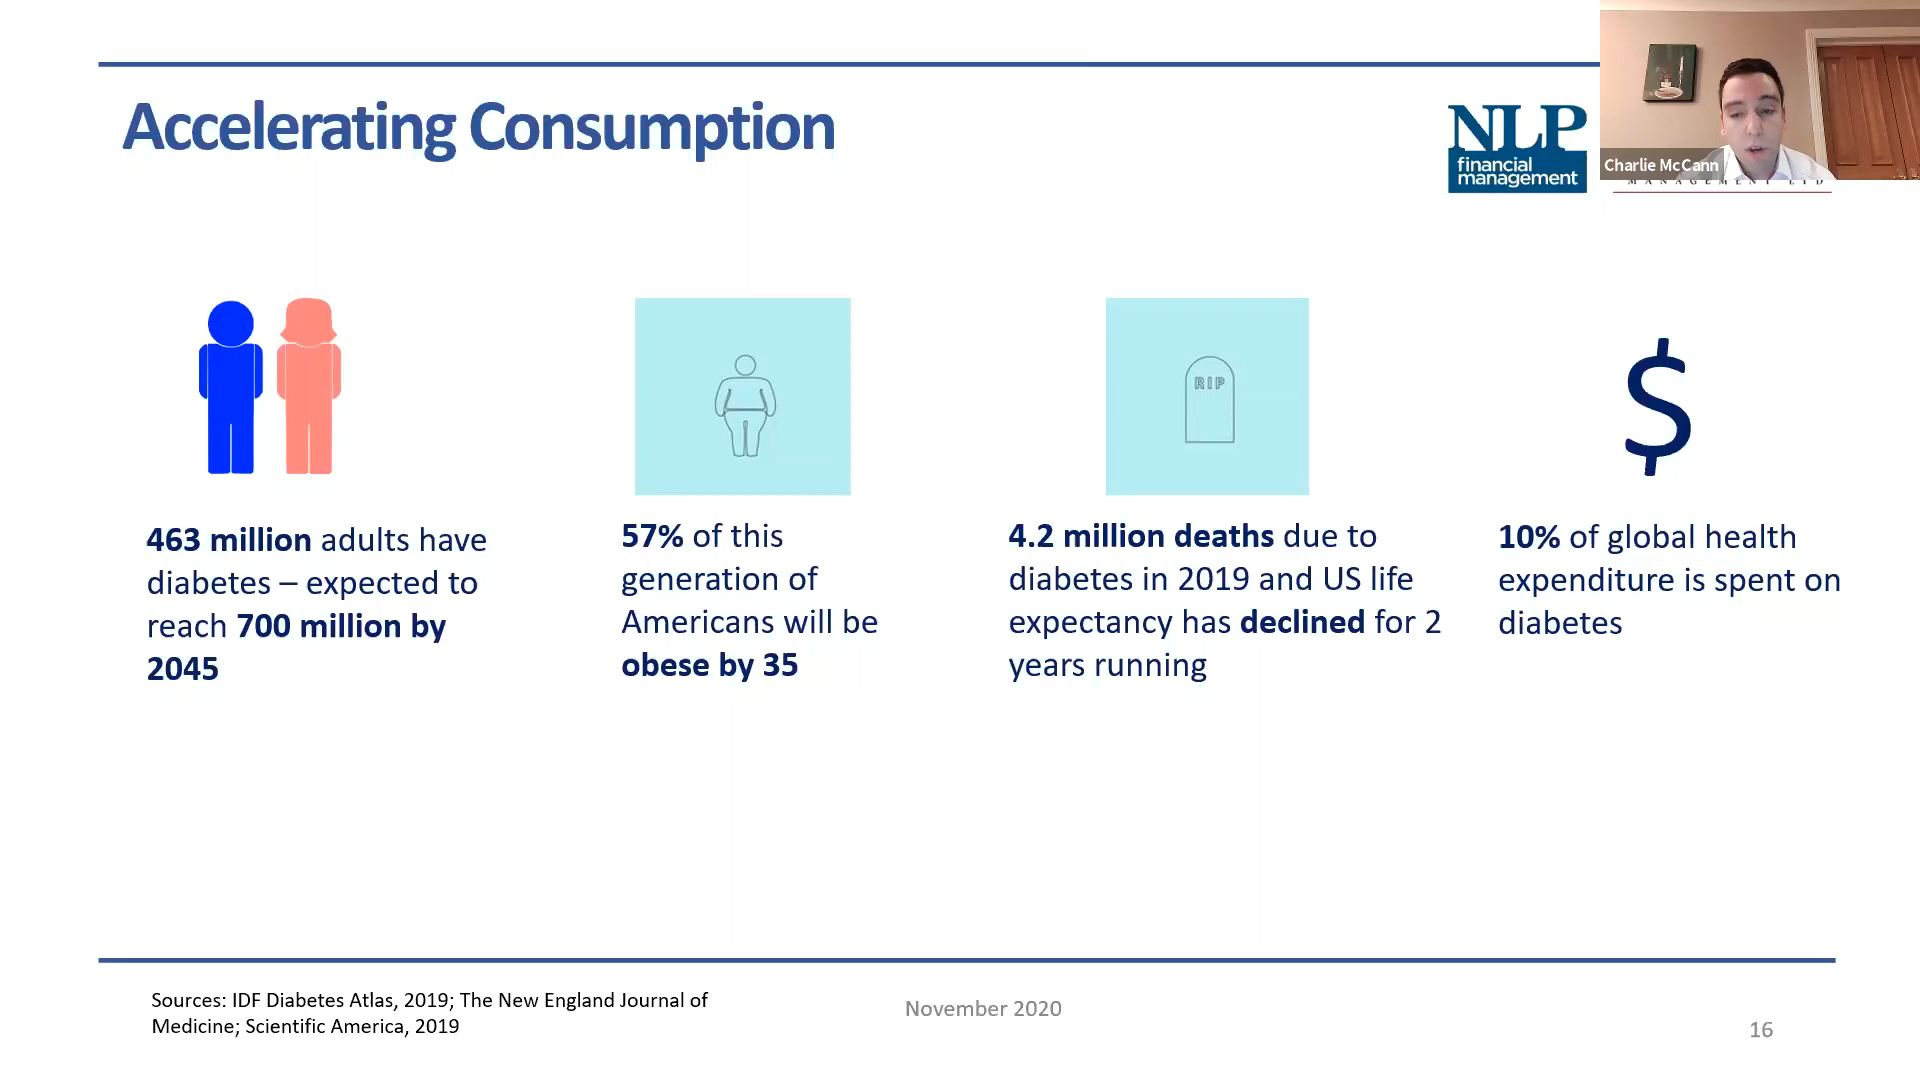 Accelerating Consumption
NLP
financial
management
Charlie McCann
MANAGEMENT LTD
RIP
$
463 million adults have
diabetes – expected to
reach 700 million by
2045
57% of this
generation of
Americans will be
obese by 35
4.2 million deaths due to
diabetes in 2019 and US life
expectancy has declined for 2
years running
10% of global health
expenditure is spent on
diabetes
Sources: IDF Diabetes Atlas, 2019; The New England Journal of
Medicine; Scientific America, 2019
November 2020
16